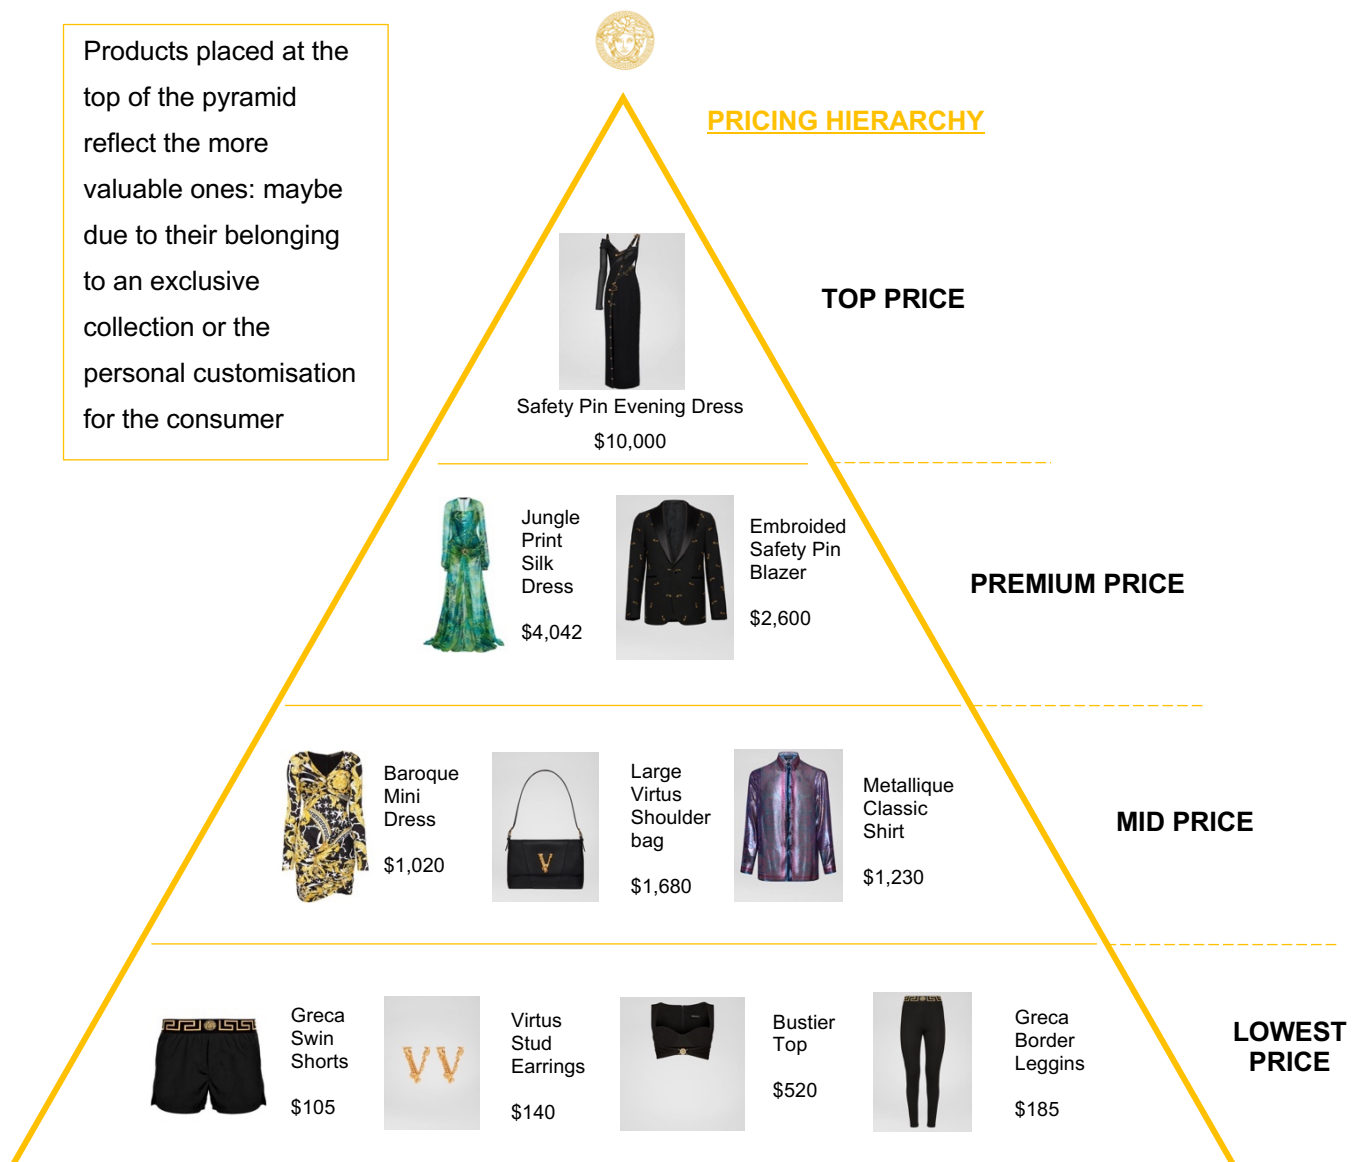 Products placed at the
top of the pyramid
reflect the more
valuable ones: maybe
due to their belonging
to an exclusive
collection or the
personal customisation
for the consumer
PRICING HIERARCHY
TOP PRICE
Safety Pin Evening Dress
$10,000
Jungle
Print
Silk
Dress
$4,042
Embroided
Safety Pin
Blazer
$2,600
PREMIUM PRICE
Baroque
Mini
Dress
$1,020
Large
Virtus
Shoulder
bag
$1,680
Metallique
Classic
Shirt
$1,230
MID PRICE
Greca
Swin
Shorts
$105
Virtus
Stud
Earrings
$140
Bustier
Top
$520
Greca
Border
Leggins
$185
LOWEST
PRICE